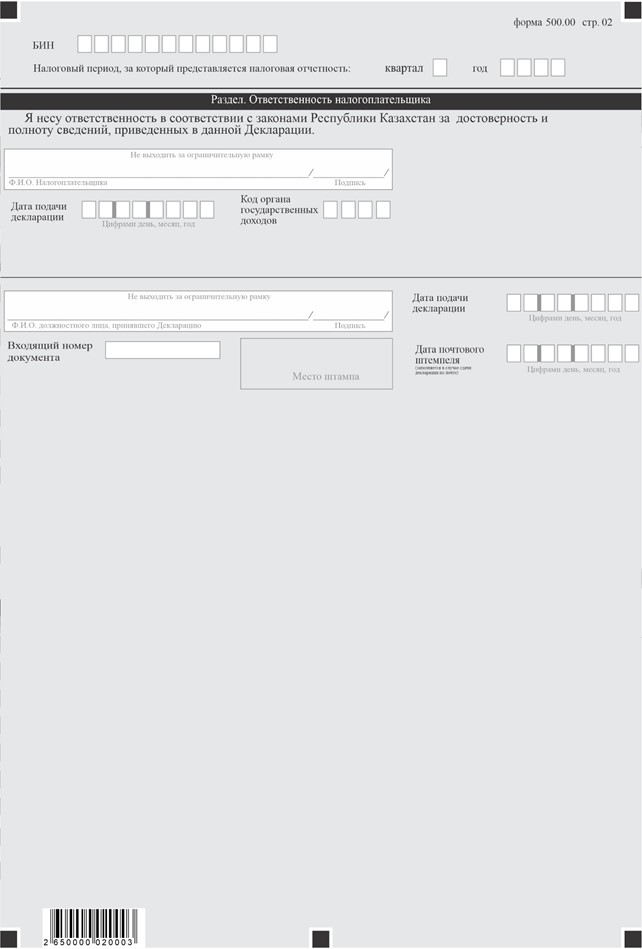 форма 500.00 стр. 02
БИН
Налоговый период, за который представляется налоговая отчетность: квартал год
Раздел. Ответственность налогоплательщика
Я несу ответственность в соответствии с законами Республики Казахстан за достоверность и
полноту сведений, приведенных в данной Декларации.
Не выходить за ограничительную рамку
/ /
Ф.И.О. Налогоплательщика Подпись
Дата подачи
декларации
Цифрами день, месяц, год
Код органа
государственных
доходов
Не выходить за ограничительную рамку
/ /
Ф.И.О. должностного лица, принявшего Декларацию Подпись
Дата подачи
декларации
Цифрами день, месяц, год
Входящий номер
документа
Место штампа
Дата почтового
штемпеля
(заполняется в случае сдачи
декларации по почте)
Цифрами день, месяц, год
2 650000 020003